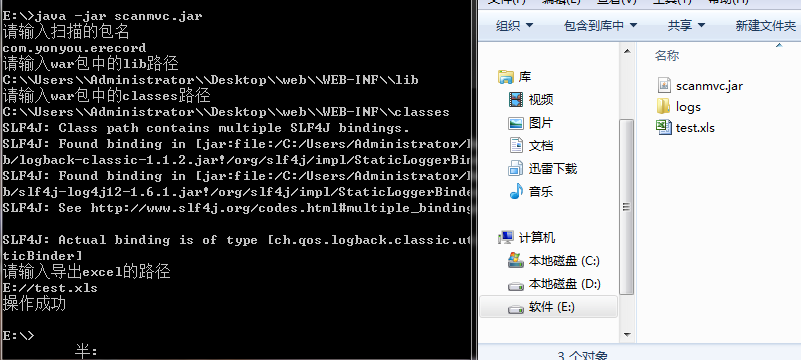 E:\>java -jar scanmvc.jar
请输入扫描的包名
com.yonyou.erecord
请输入war包中的lib路径
C:\\Users\\Administrator\\Desktop\\web\\WEB-INF\\lib
请输入war包中的classes路径
C:\\Users\\Administrator\\Desktop\\web\\WEB-INF\\classes
SLF4J: Class path contains multiple SLF4J bindings.
SLF4J: Found binding in [jar:file:/C:/Users/Administrator/
b/logback-classic-1.1.2.jar!/org/slf4j/impl/StaticLoggerBin
SLF4J: Found binding in [jar:file:/C:/Users/Administrator/
b/slf4j-log4j12-1.6.1.jar!/org/slf4j/impl/StaticLoggerBinde
SLF4J: See http://www.slf4j.org/codes.html#multiple_binding
SLF4J: Actual binding is of type [ch.qos.logback.classic.ut
ticBinder]
请输入导出excel的路径
E://test.xls
操作成功
E:\>
半:
组织
包含到库中
共享
新建文件夹
库
视频
图片
文档
迅雷下载
音乐
计算机
本地磁盘 (C:)
本地磁盘 (D:)
软件 (E:)
名称
scanmvc.jar
logs
test.xls
3 个对象